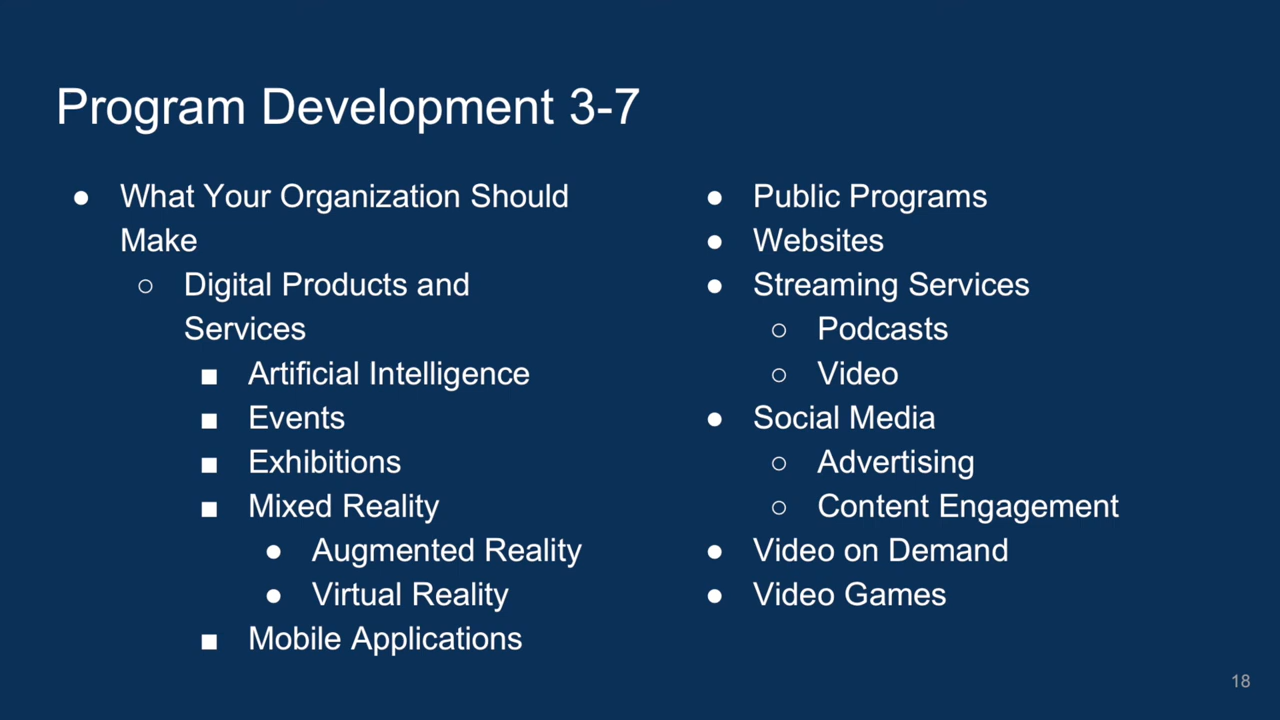 Program Development 3-7
● What Your Organization Should
Make
○ Digital Products and
Services
■ Artificial Intelligence
■ Events
■ Exhibitions
■ Mixed Reality
● Augmented Reality
● Virtual Reality
■ Mobile Applications
● Public Programs
● Websites
● Streaming Services
○ Podcasts
○ Video
● Social Media
○ Advertising
○ Content Engagement
● Video on Demand
● Video Games
18